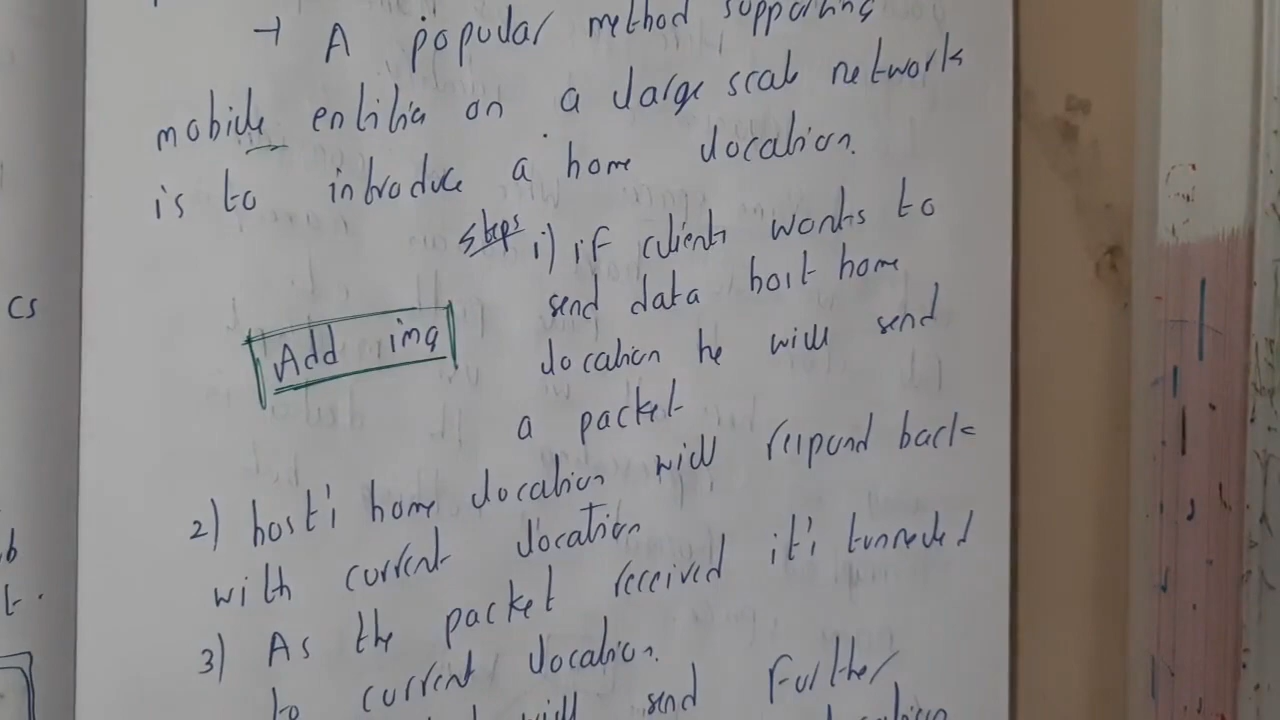 → A popular method supporting
mobile entities on a large scale network
is to introduce a home location.
steps i) if client wants to
send data host home
location he will send
a packet
Add img
2) host's home location will respond back
with current location
3) As the packet received it's tunneled
to current location.
will send Further
CS